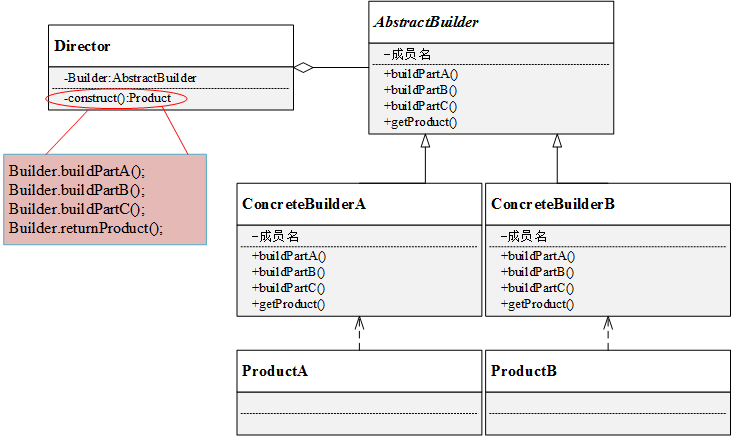 Director
-Builder:AbstractBuilder
-construct():Product
Builder.buildPartA();
Builder.buildPartB();
Builder.buildPartC();
Builder.returnProduct();
AbstractBuilder
-成员名
+buildPartA()
+buildPartB()
+buildPartC()
+getProduct()
ConcreteBuilderA
-成员名
+buildPartA()
+buildPartB()
+buildPartC()
+getProduct()
ConcreteBuilderB
-成员名
+buildPartA()
+buildPartB()
+buildPartC()
+getProduct()
ProductA
ProductB